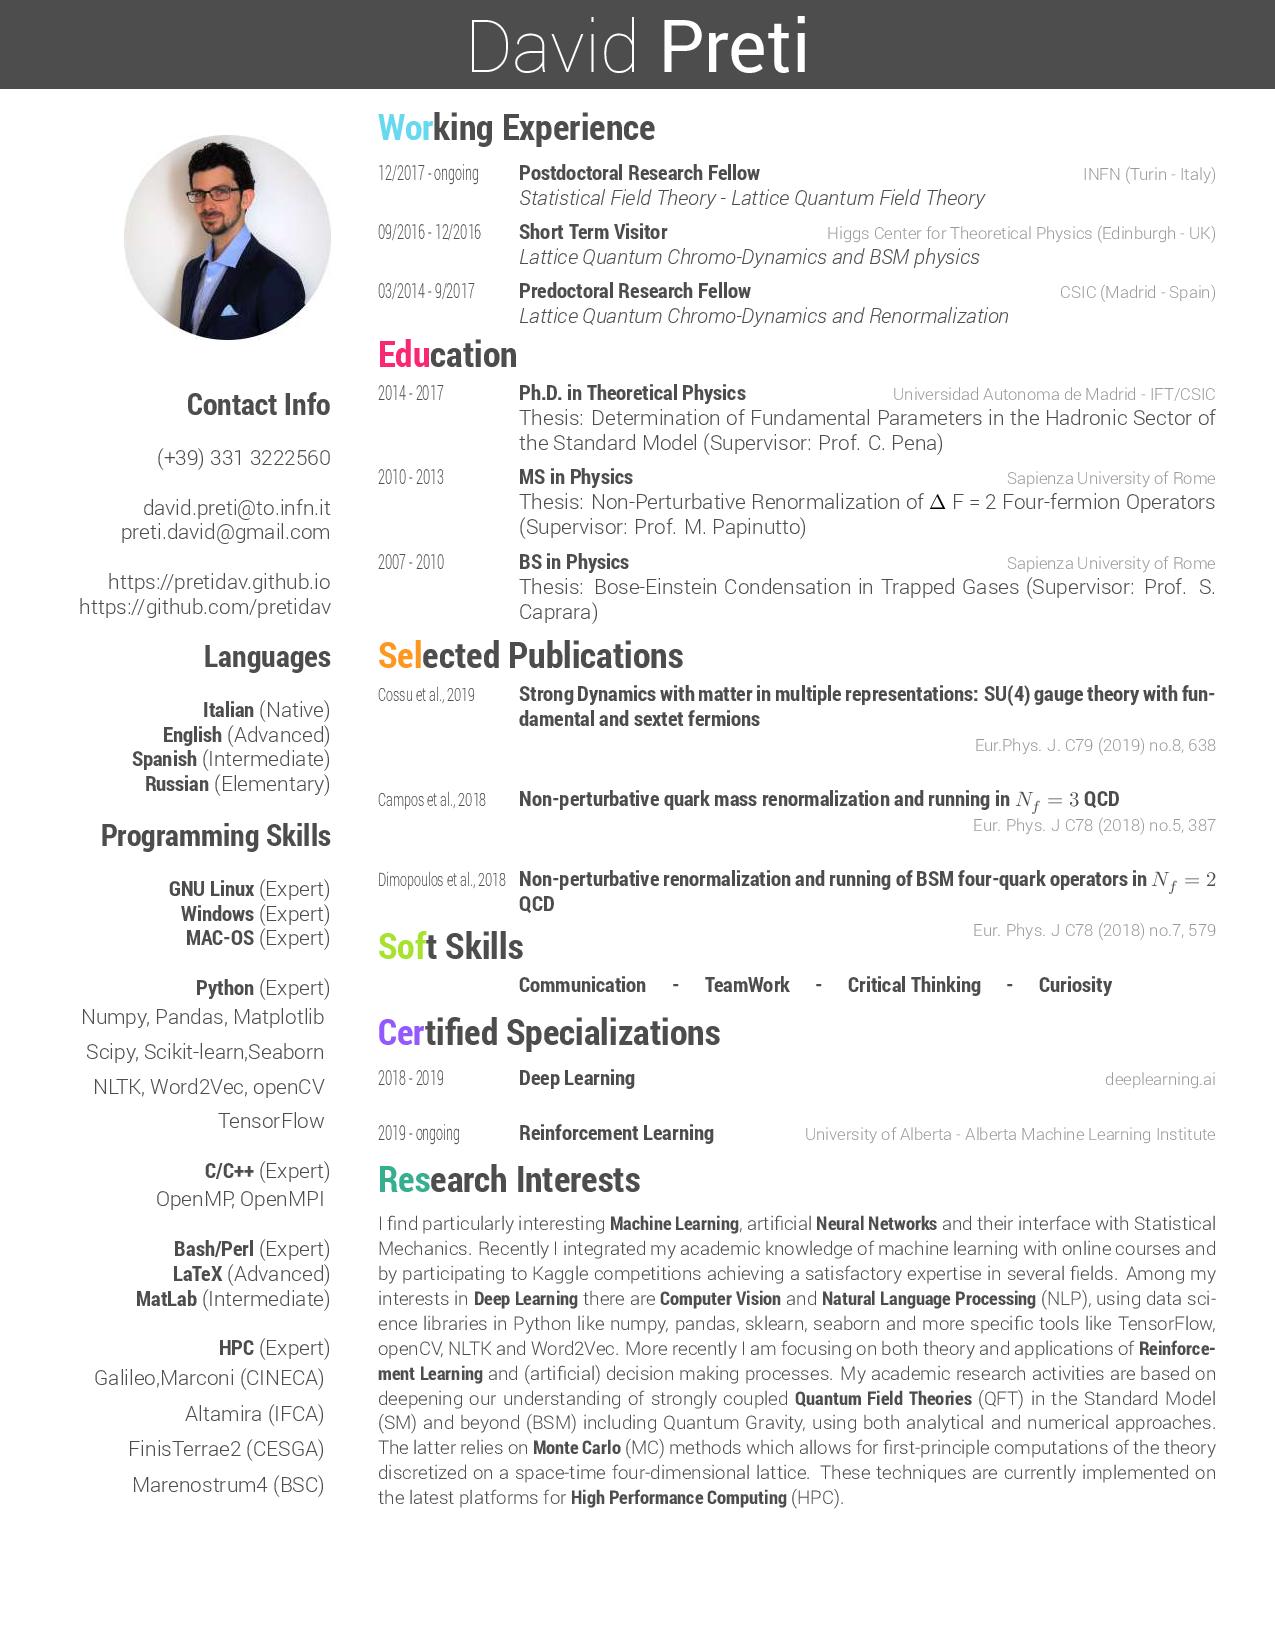 David Preti
Contact Info
(+39) 331 3222560
david.preti@to.infn.it
preti.david@gmail.com
https://pretidav.github.io
https://github.com/pretidav
Languages
Italian (Native)
English (Advanced)
Spanish (Intermediate)
Russian (Elementary)
Programming Skills
GNU Linux (Expert)
Windows (Expert)
MAC-OS (Expert)
Python (Expert)
Numpy, Pandas, Matplotlib
Scipy, Scikit-learn,Seaborn
NLTK, Word2Vec, openCV
TensorFlow
C/C++ (Expert)
OpenMP, OpenMPI
Bash/Perl (Expert)
LaTeX (Advanced)
MatLab (Intermediate)
HPC (Expert)
Galileo,Marconi (CINECA)
Altamira (IFCA)
FinisTerrae2 (CESGA)
Marenostrum4 (BSC)
Working Experience
12/2017 - ongoing Postdoctoral Research Fellow INFN (Turin - Italy)
Statistical Field Theory - Lattice Quantum Field Theory
09/2016 - 12/2016 Short Term Visitor Higgs Center for Theoretical Physics (Edinburgh - UK)
Lattice Quantum Chromo-Dynamics and BSM physics
03/2014 - 9/2017 Predoctoral Research Fellow CSIC (Madrid - Spain)
Lattice Quantum Chromo-Dynamics and Renormalization
Education
2014 - 2017 Ph.D. in Theoretical Physics Universidad Autonoma de Madrid - IFT/CSIC
Thesis: Determination of Fundamental Parameters in the Hadronic Sector of
the Standard Model (Supervisor: Prof. C. Pena)
2010 - 2013 MS in Physics Sapienza University of Rome
Thesis: Non-Perturbative Renormalization of Δ F = 2 Four-fermion Operators
(Supervisor: Prof. M. Papinutto)
2007 - 2010 BS in Physics Sapienza University of Rome
Thesis: Bose-Einstein Condensation in Trapped Gases (Supervisor: Prof. S.
Caprara)
Selected Publications
Cossu et al., 2019 Strong Dynamics with matter in multiple representations: SU(4) gauge theory with fun-
damental and sextet fermions
Eur.Phys. J. C79 (2019) no.8, 638
Campos et al., 2018 Non-perturbative quark mass renormalization and running in N_f = 3 QCD
Eur. Phys. J C78 (2018) no.5, 387
Dimopoulos et al., 2018 Non-perturbative renormalization and running of BSM four-quark operators in N_f = 2
QCD
Eur. Phys. J C78 (2018) no.7, 579
Soft Skills
Communication - TeamWork - Critical Thinking - Curiosity
Certified Specializations
2018 - 2019 Deep Learning deeplearning.ai
2019 - ongoing Reinforcement Learning University of Alberta - Alberta Machine Learning Institute
Research Interests
I find particularly interesting Machine Learning, artificial Neural Networks and their interface with Statistical
Mechanics. Recently I integrated my academic knowledge of machine learning with online courses and
by participating to Kaggle competitions achieving a satisfactory expertise in several fields. Among my
interests in Deep Learning there are Computer Vision and Natural Language Processing (NLP), using data sci-
ence libraries in Python like numpy, pandas, sklearn, seaborn and more specific tools like TensorFlow,
openCV, NLTK and Word2Vec. More recently I am focusing on both theory and applications of Reinforce-
ment Learning and (artificial) decision making processes. My academic research activities are based on
deepening our understanding of strongly coupled Quantum Field Theories (QFT) in the Standard Model
(SM) and beyond (BSM) including Quantum Gravity, using both analytical and numerical approaches.
The latter relies on Monte Carlo (MC) methods which allows for first-principle computations of the theory
discretized on a space-time four-dimensional lattice. These techniques are currently implemented on
the latest platforms for High Performance Computing (HPC).